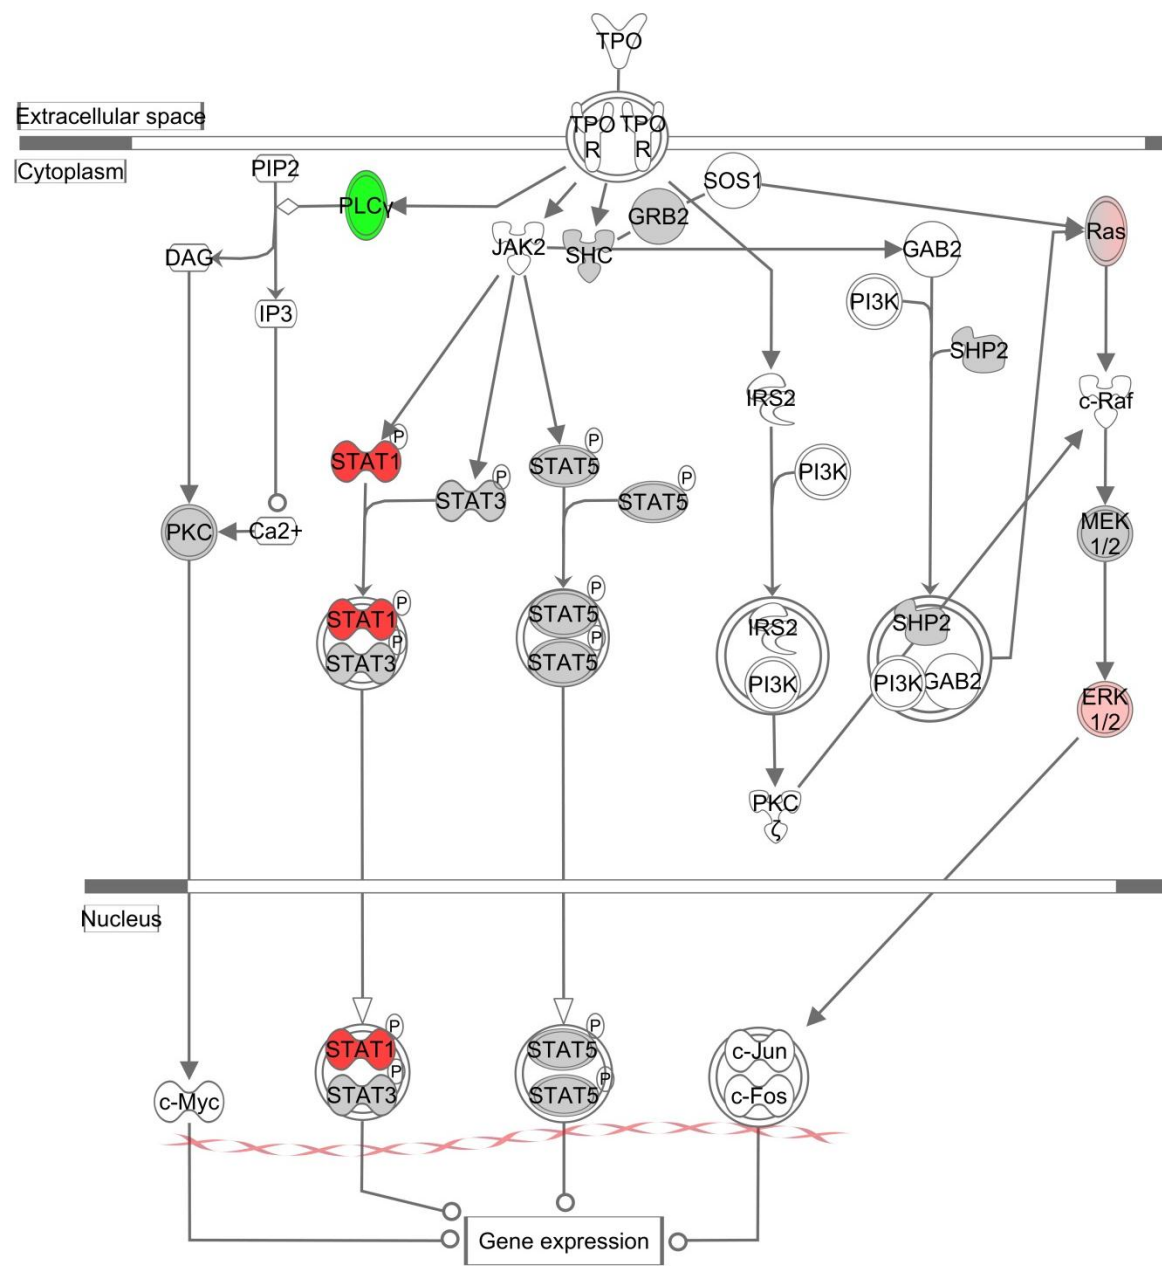 TPO
Extracellular space
TPO TPO
R R
Cytoplasm
PIP2
PLCγ
SOS1
GRB2
Ras
DAG
JAK2
SHC
GAB2
IP3
PI3K
SHP2
IRS2
c-Raf
P
STAT1
P
STAT5
P
STAT3
P
STAT5
PI3K
PKC
Ca2+
MEK
1/2
P
STAT1
P
STAT3
P
STAT5
P
STAT5
IRS2
PI3K
SHP2
PI3K
GAB2
ERK
1/2
PKC
ζ
Nucleus
P
STAT1
P
STAT3
P
STAT5
P
STAT5
c-Jun
c-Fos
c-Myc
Gene expression